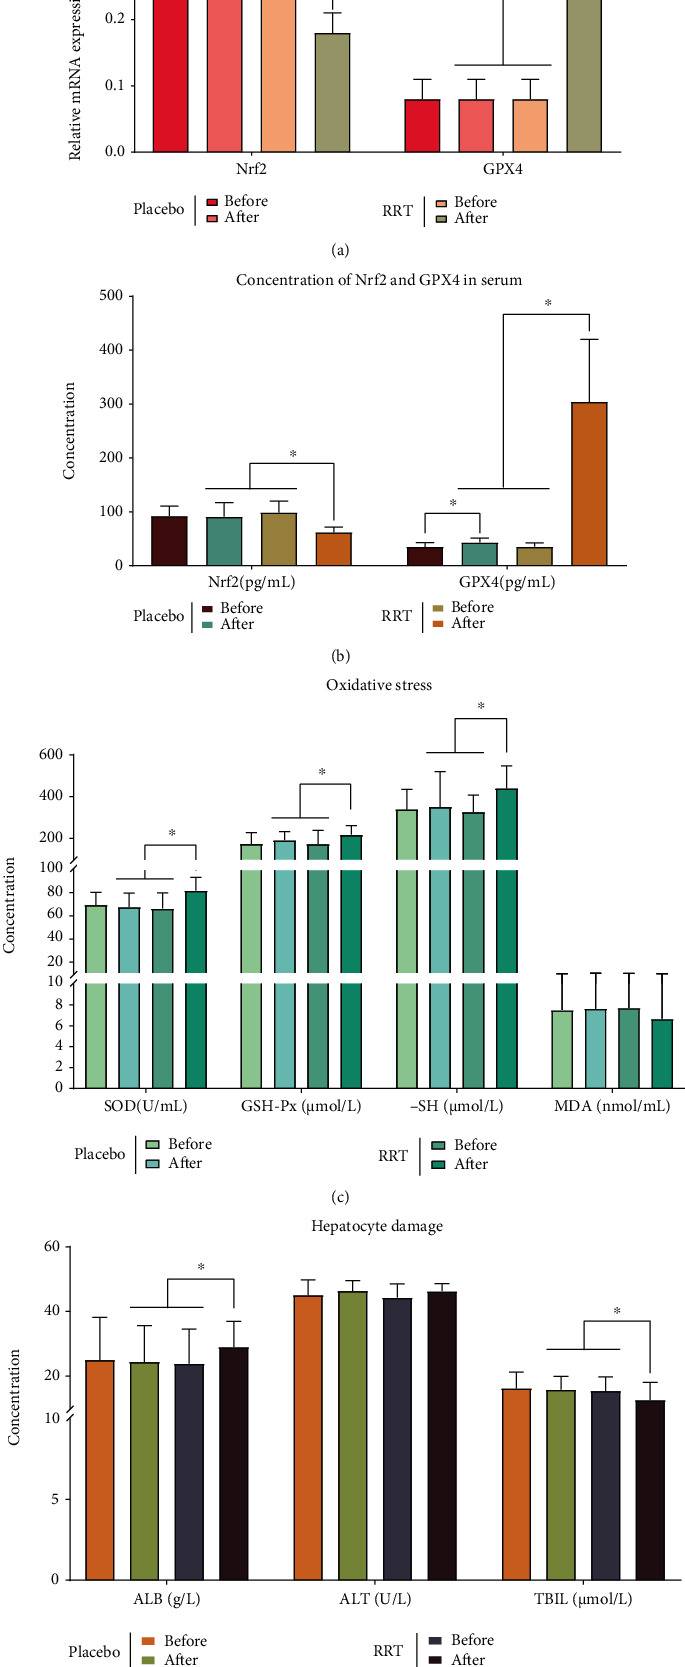 0.2
0.1
0.0
Relative mRNA
Nrf2 GPX4
Placebo Before After RRT Before After
(a)
Concentration of Nrf2 and GPX4 in serum
500
400
300
200
100
0
Concentration
*
*
*
Nrf2(pg/mL) GPX4(pg/mL)
Placebo Before After RRT Before After
(b)
Oxidative stress
600
400
200
100
80
60
40
20
10
8
6
4
2
0
Concentration
*
*
*
SOD(U/mL) GSH-Px (μmol/L) –SH (μmol/L) MDA (nmol/mL)
Placebo Before After RRT Before After
(c)
Hepatocyte damage
60
40
20
10
5
0
Concentration
*
*
ALB (g/L) ALT (U/L) TBIL (μmol/L)
Placebo Before After RRT Before After